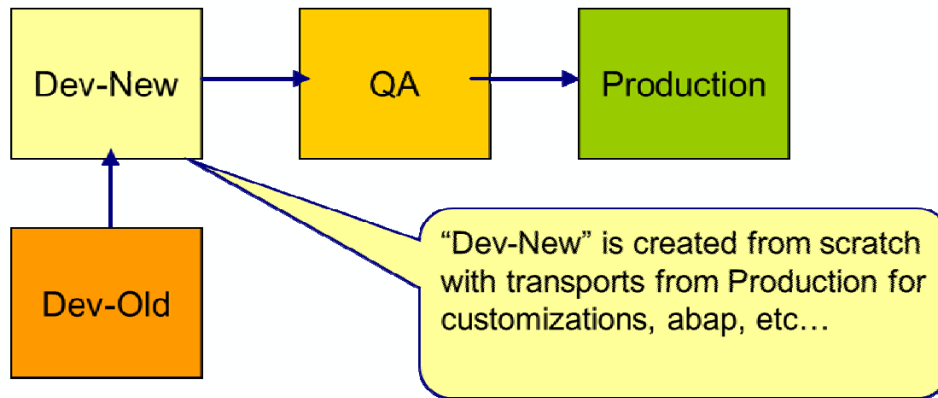 Dev-New
QA
Production
Dev-Old
“Dev-New” is created from scratch
with transports from Production for
customizations, abap, etc…